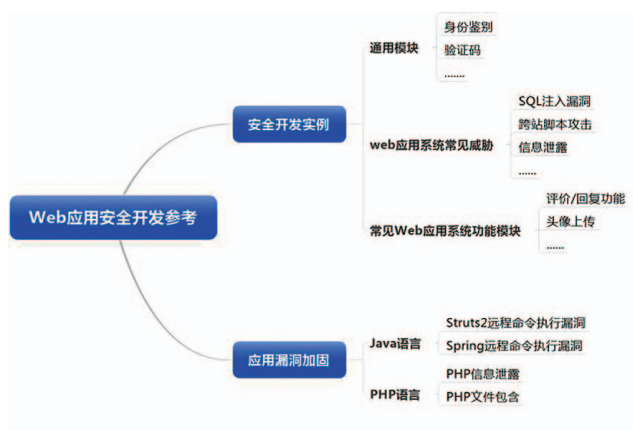 Web应用安全开发参考
安全开发实例
通用模块
身份鉴别
验证码
.......
web应用系统常见威胁
SQL注入漏洞
跨站脚本攻击
信息泄露
......
常见Web应用系统功能模块
评价/回复功能
头像上传
......
应用漏洞加固
Java语言
Struts2远程命令执行漏洞
Spring远程命令执行漏洞
PHP语言
PHP信息泄露
PHP文件包含